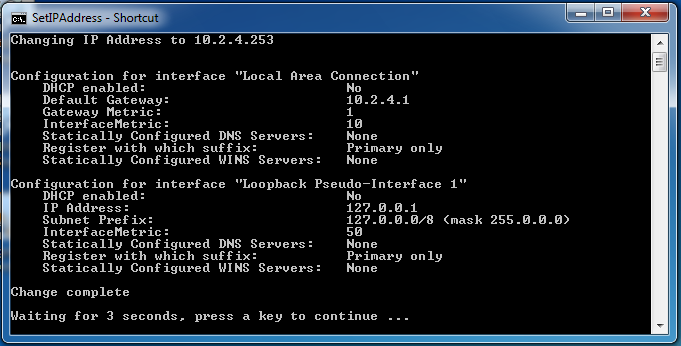 SetIPAddress - Shortcut
Changing IP Address to 10.2.4.253
Configuration for interface "Local Area Connection"
DHCP enabled: No
Default Gateway: 10.2.4.1
Gateway Metric: 1
InterfaceMetric: 10
Statically Configured DNS Servers: None
Register with which suffix: Primary only
Statically Configured WINS Servers: None
Configuration for interface "Loopback Pseudo-Interface 1"
DHCP enabled: No
IP Address: 127.0.0.1
Subnet Prefix: 127.0.0.0/8 (mask 255.0.0.0)
InterfaceMetric: 50
Statically Configured DNS Servers: None
Register with which suffix: Primary only
Statically Configured WINS Servers: None
Change complete
Waiting for 3 seconds, press a key to continue ...